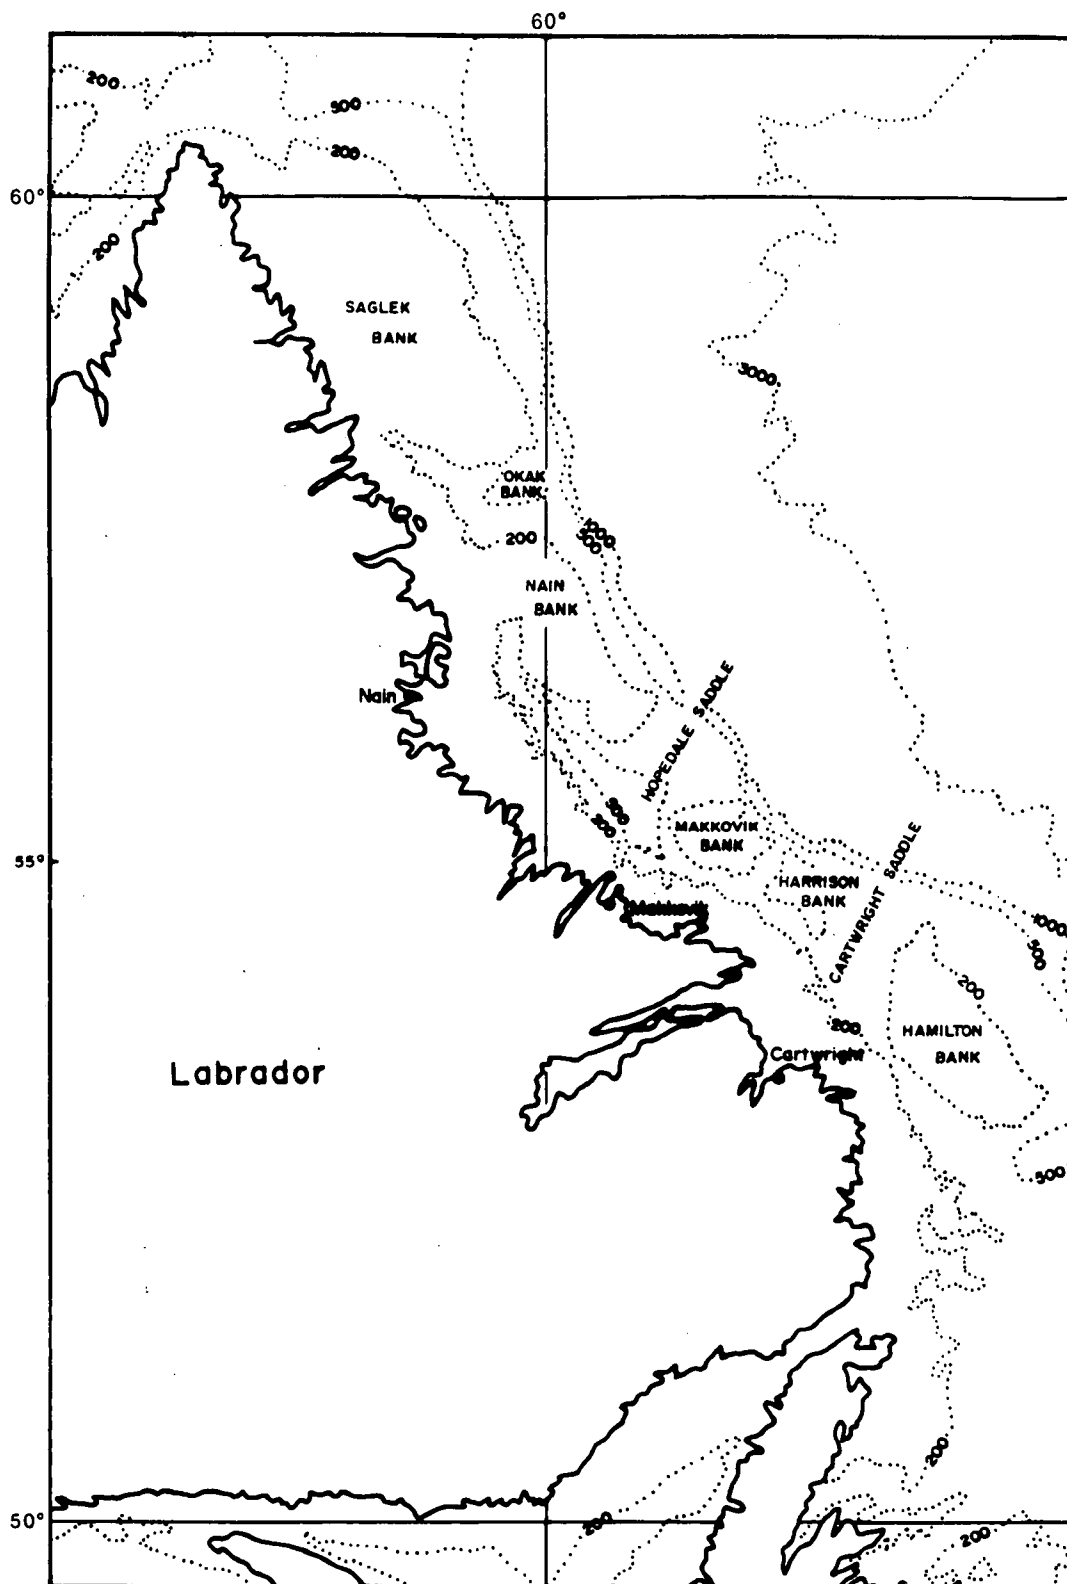 60°
200
500
200
60°
200
SAGLEK
BANK
3000
OKAK
BANK
200
1000
500
NAIN
BANK
Nain
HOPEDALE SADDLE
500
200
MAKKOVIK
BANK
55°
HARRISON
BANK
CARTWRIGHT SADDLE
Makkovik
1000
500
200
200
HAMILTON
BANK
Cartwright
Labrador
500
200
200
50°
200